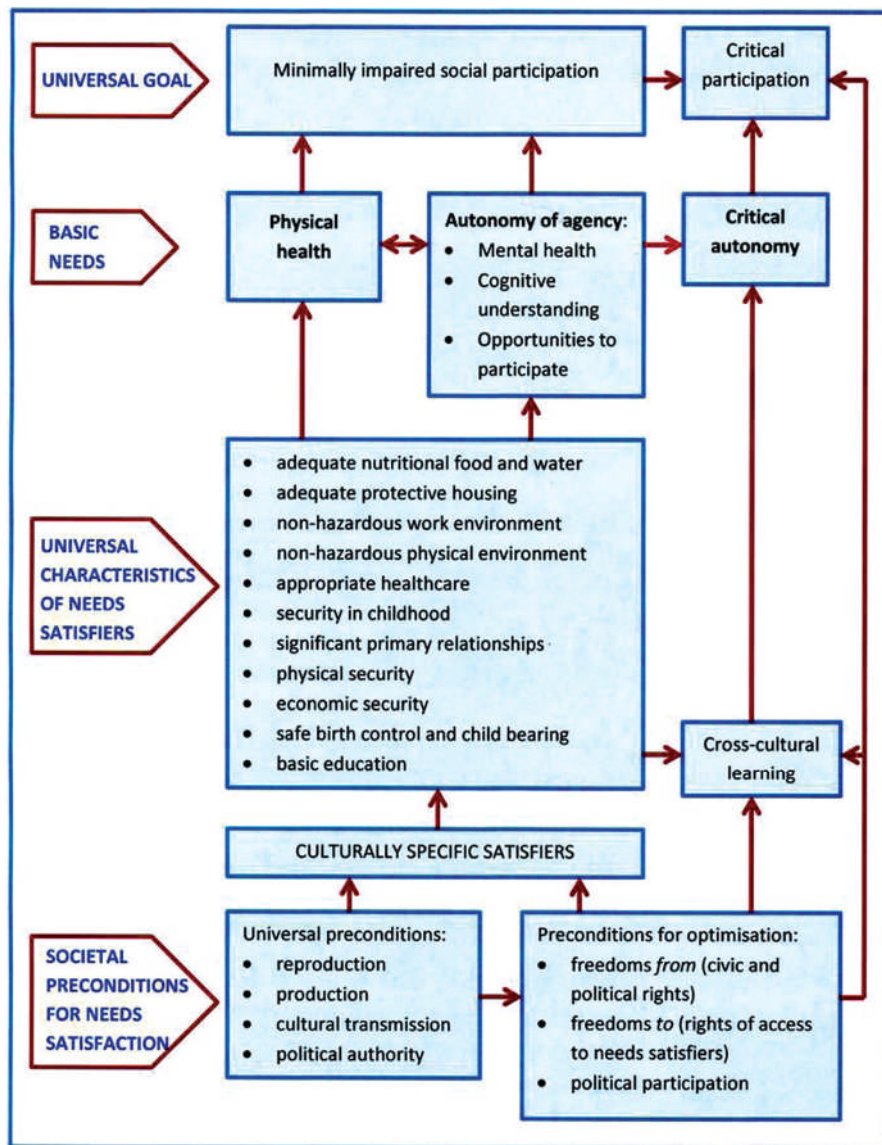 UNIVERSAL GOAL
Minimally impaired social participation
Critical
participation
BASIC
NEEDS
Physical
health
Autonomy of agency:
• Mental health
• Cognitive
understanding
• Opportunities to
participate
Critical
autonomy
UNIVERSAL
CHARACTERISTICS
OF NEEDS
SATISFIERS
• adequate nutritional food and water
• adequate protective housing
• non-hazardous work environment
• non-hazardous physical environment
• appropriate healthcare
• security in childhood
• significant primary relationships
• physical security
• economic security
• safe birth control and child bearing
• basic education
Cross-cultural
learning
CULTURALLY SPECIFIC SATISFIERS
SOCIETAL
PRECONDITIONS
FOR NEEDS
SATISFACTION
Universal preconditions:
• reproduction
• production
• cultural transmission
• political authority
Preconditions for optimisation:
• freedoms from (civic and
political rights)
• freedoms to (rights of access
to needs satisfiers)
• political participation